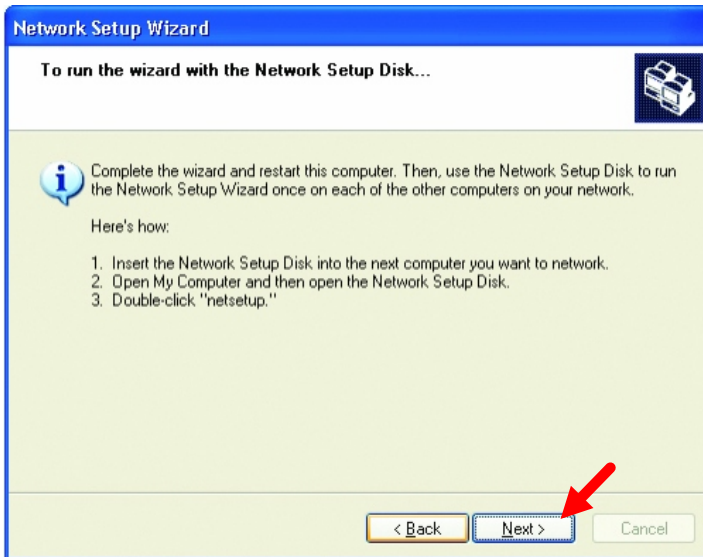 Network Setup Wizard
To run the wizard with the Network Setup Disk...
Complete the wizard and restart this computer. Then, use the Network Setup Disk to run
the Network Setup Wizard once on each of the other computers on your network.
Here's how:
1. Insert the Network Setup Disk into the next computer you want to network.
2. Open My Computer and then open the Network Setup Disk.
3. Double-click "netsetup."
< Back
Next >
Cancel